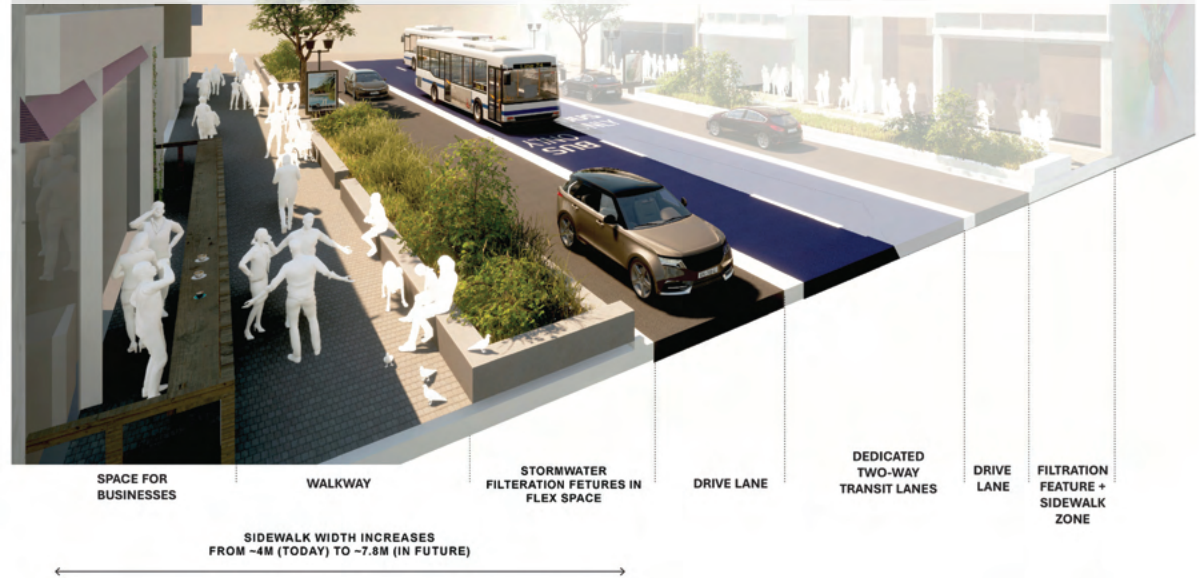 BUS
ONLY
SPACE FOR
BUSINESSES
WALKWAY
STORMWATER
FILTERATION FETURES IN
FLEX SPACE
DRIVE LANE
DEDICATED
TWO-WAY
TRANSIT LANES
DRIVE
LANE
FILTRATION
FEATURE +
SIDEWALK
ZONE
SIDEWALK WIDTH INCREASES
FROM ~4M (TODAY) TO ~7.8M (IN FUTURE)